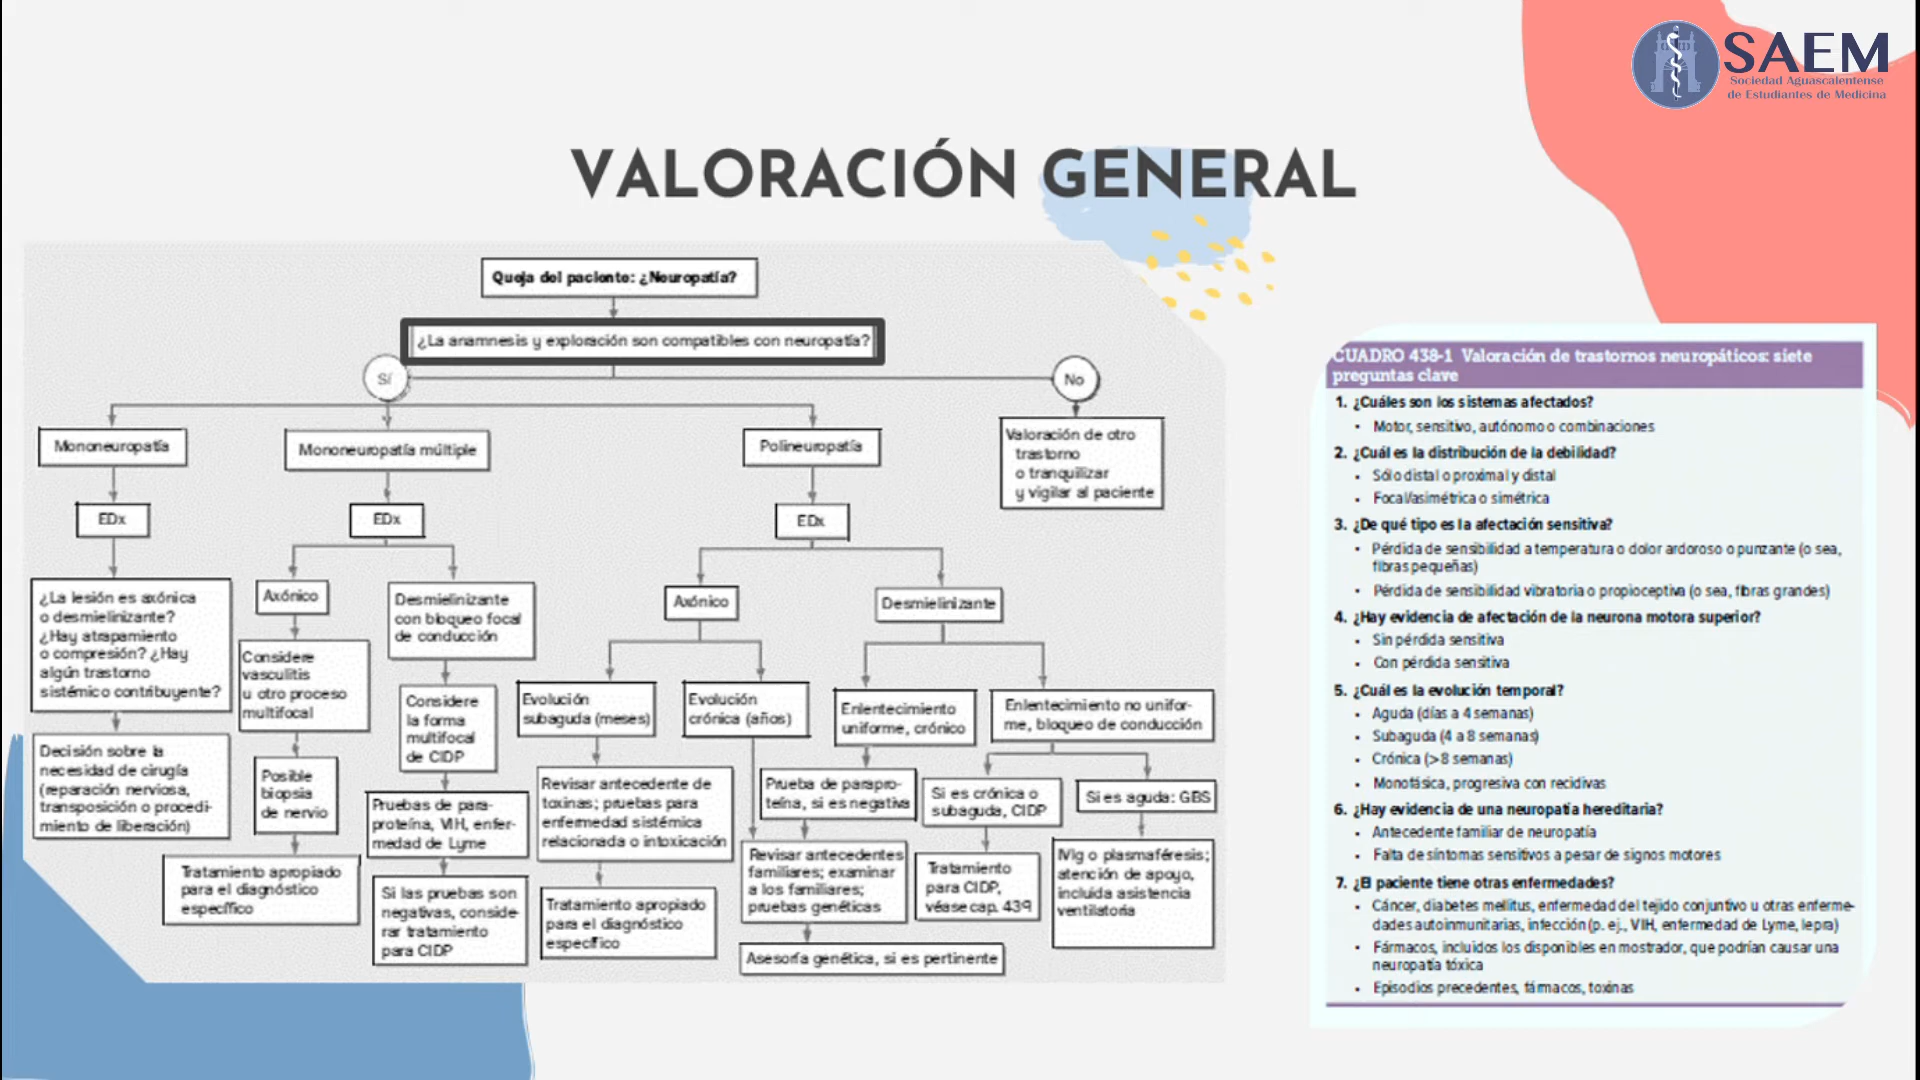 SAEM
Sociedad Aguascalentense
de Estudiantes de Medicina
VALORACIÓN GENERAL
Queja del paciente: ¿Neuropatía?
¿La anamnesis y exploración son compatibles con neuropatía?
Sí
No
Mononeuropatía
Mononeuropatía múltiple
Polineuropatía
Valoración de otro
trastorno
o tranquilizar
y vigilar al paciente
EDx
EDx
EDx
¿La lesión es axónica
o desmielinizante?
¿Hay atrapamiento
o compresión? ¿Hay
algún trastorno
sistémico contribuyente?
Decisión sobre la
necesidad de cirugía
(reparación nerviosa,
transposición o procedi-
miento de liberación)
Axónico
Considere
vasculitis
u otro proceso
multifocal
Posible
biopsia
de nervio
Tratamiento apropiado
para el diagnóstico
específico
Desmielinizante
con bloqueo focal
de conducción
Considere
la forma
multifocal
de CIDP
Pruebas de para-
proteína, VIH, enfer-
medad de Lyme
Si las pruebas son
negativas, conside-
rar tratamiento
para CIDP
Axónico
Evolución
subaguda (meses)
Revisar antecedente de
toxinas; pruebas para
enfermedad sistémica
relacionada o intoxicación
Tratamiento apropiado
para el diagnóstico
específico
Evolución
crónica (años)
Desmielinizante
Enlentecimiento
uniforme, crónico
Prueba de parapro-
teína, si es negativa
Revisar antecedentes
familiares; examinar
a los familiares;
pruebas genéticas
Asesoría genética, si es pertinente
Enlentecimiento no unifor-
me, bloqueo de conducción
Si es crónica o
subaguda, CIDP
Tratamiento
para CIDP,
véase cap. 439
Si es aguda: GBS
IVIg o plasmaféresis;
atención de apoyo,
incluida asistencia
ventilatoria
CUADRO 438-1 Valoración de trastornos neuropáticos: siete
preguntas clave
1. ¿Cuáles son los sistemas afectados?
• Motor, sensitivo, autónomo o combinaciones
2. ¿Cuál es la distribución de la debilidad?
• Sólo distal o proximal y distal
• Focal/asimétrica o simétrica
3. ¿De qué tipo es la afectación sensitiva?
• Pérdida de sensibilidad a temperatura o dolor ardoroso o punzante (o sea,
fibras pequeñas)
• Pérdida de sensibilidad vibratoria o propioceptiva (o sea, fibras grandes)
4. ¿Hay evidencia de afectación de la neurona motora superior?
• Sin pérdida sensitiva
• Con pérdida sensitiva
5. ¿Cuál es la evolución temporal?
• Aguda (días a 4 semanas)
• Subaguda (4 a 8 semanas)
• Crónica (>8 semanas)
• Monofásica, progresiva con recidivas
6. ¿Hay evidencia de una neuropatía hereditaria?
• Antecedente familiar de neuropatía
• Falta de síntomas sensitivos a pesar de signos motores
7. ¿El paciente tiene otras enfermedades?
• Cáncer, diabetes mellitus, enfermedad del tejido conjuntivo u otras enferme-
dades autoinmunitarias, infección (p. ej., VIH, enfermedad de Lyme, lepra)
• Fármacos, incluidos los disponibles en mostrador, que podrían causar una
neuropatía tóxica
• Episodios precedentes, fármacos, toxinas